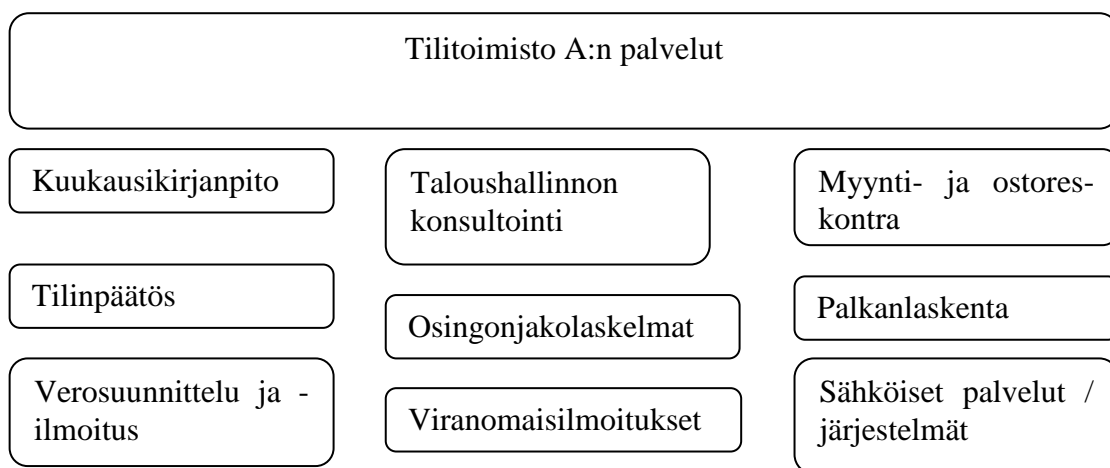 Tilitoimisto A:n palvelut
Kuukausikirjanpito
Tilinpäätös
Verosuunnittelu ja -
ilmoitus
Taloushallinnon
konsultointi
Osingonjakolaskelmat
Viranomaisilmoitukset
Myynti- ja ostores-
kontra
Palkanlaskenta
Sähköiset palvelut /
järjestelmät